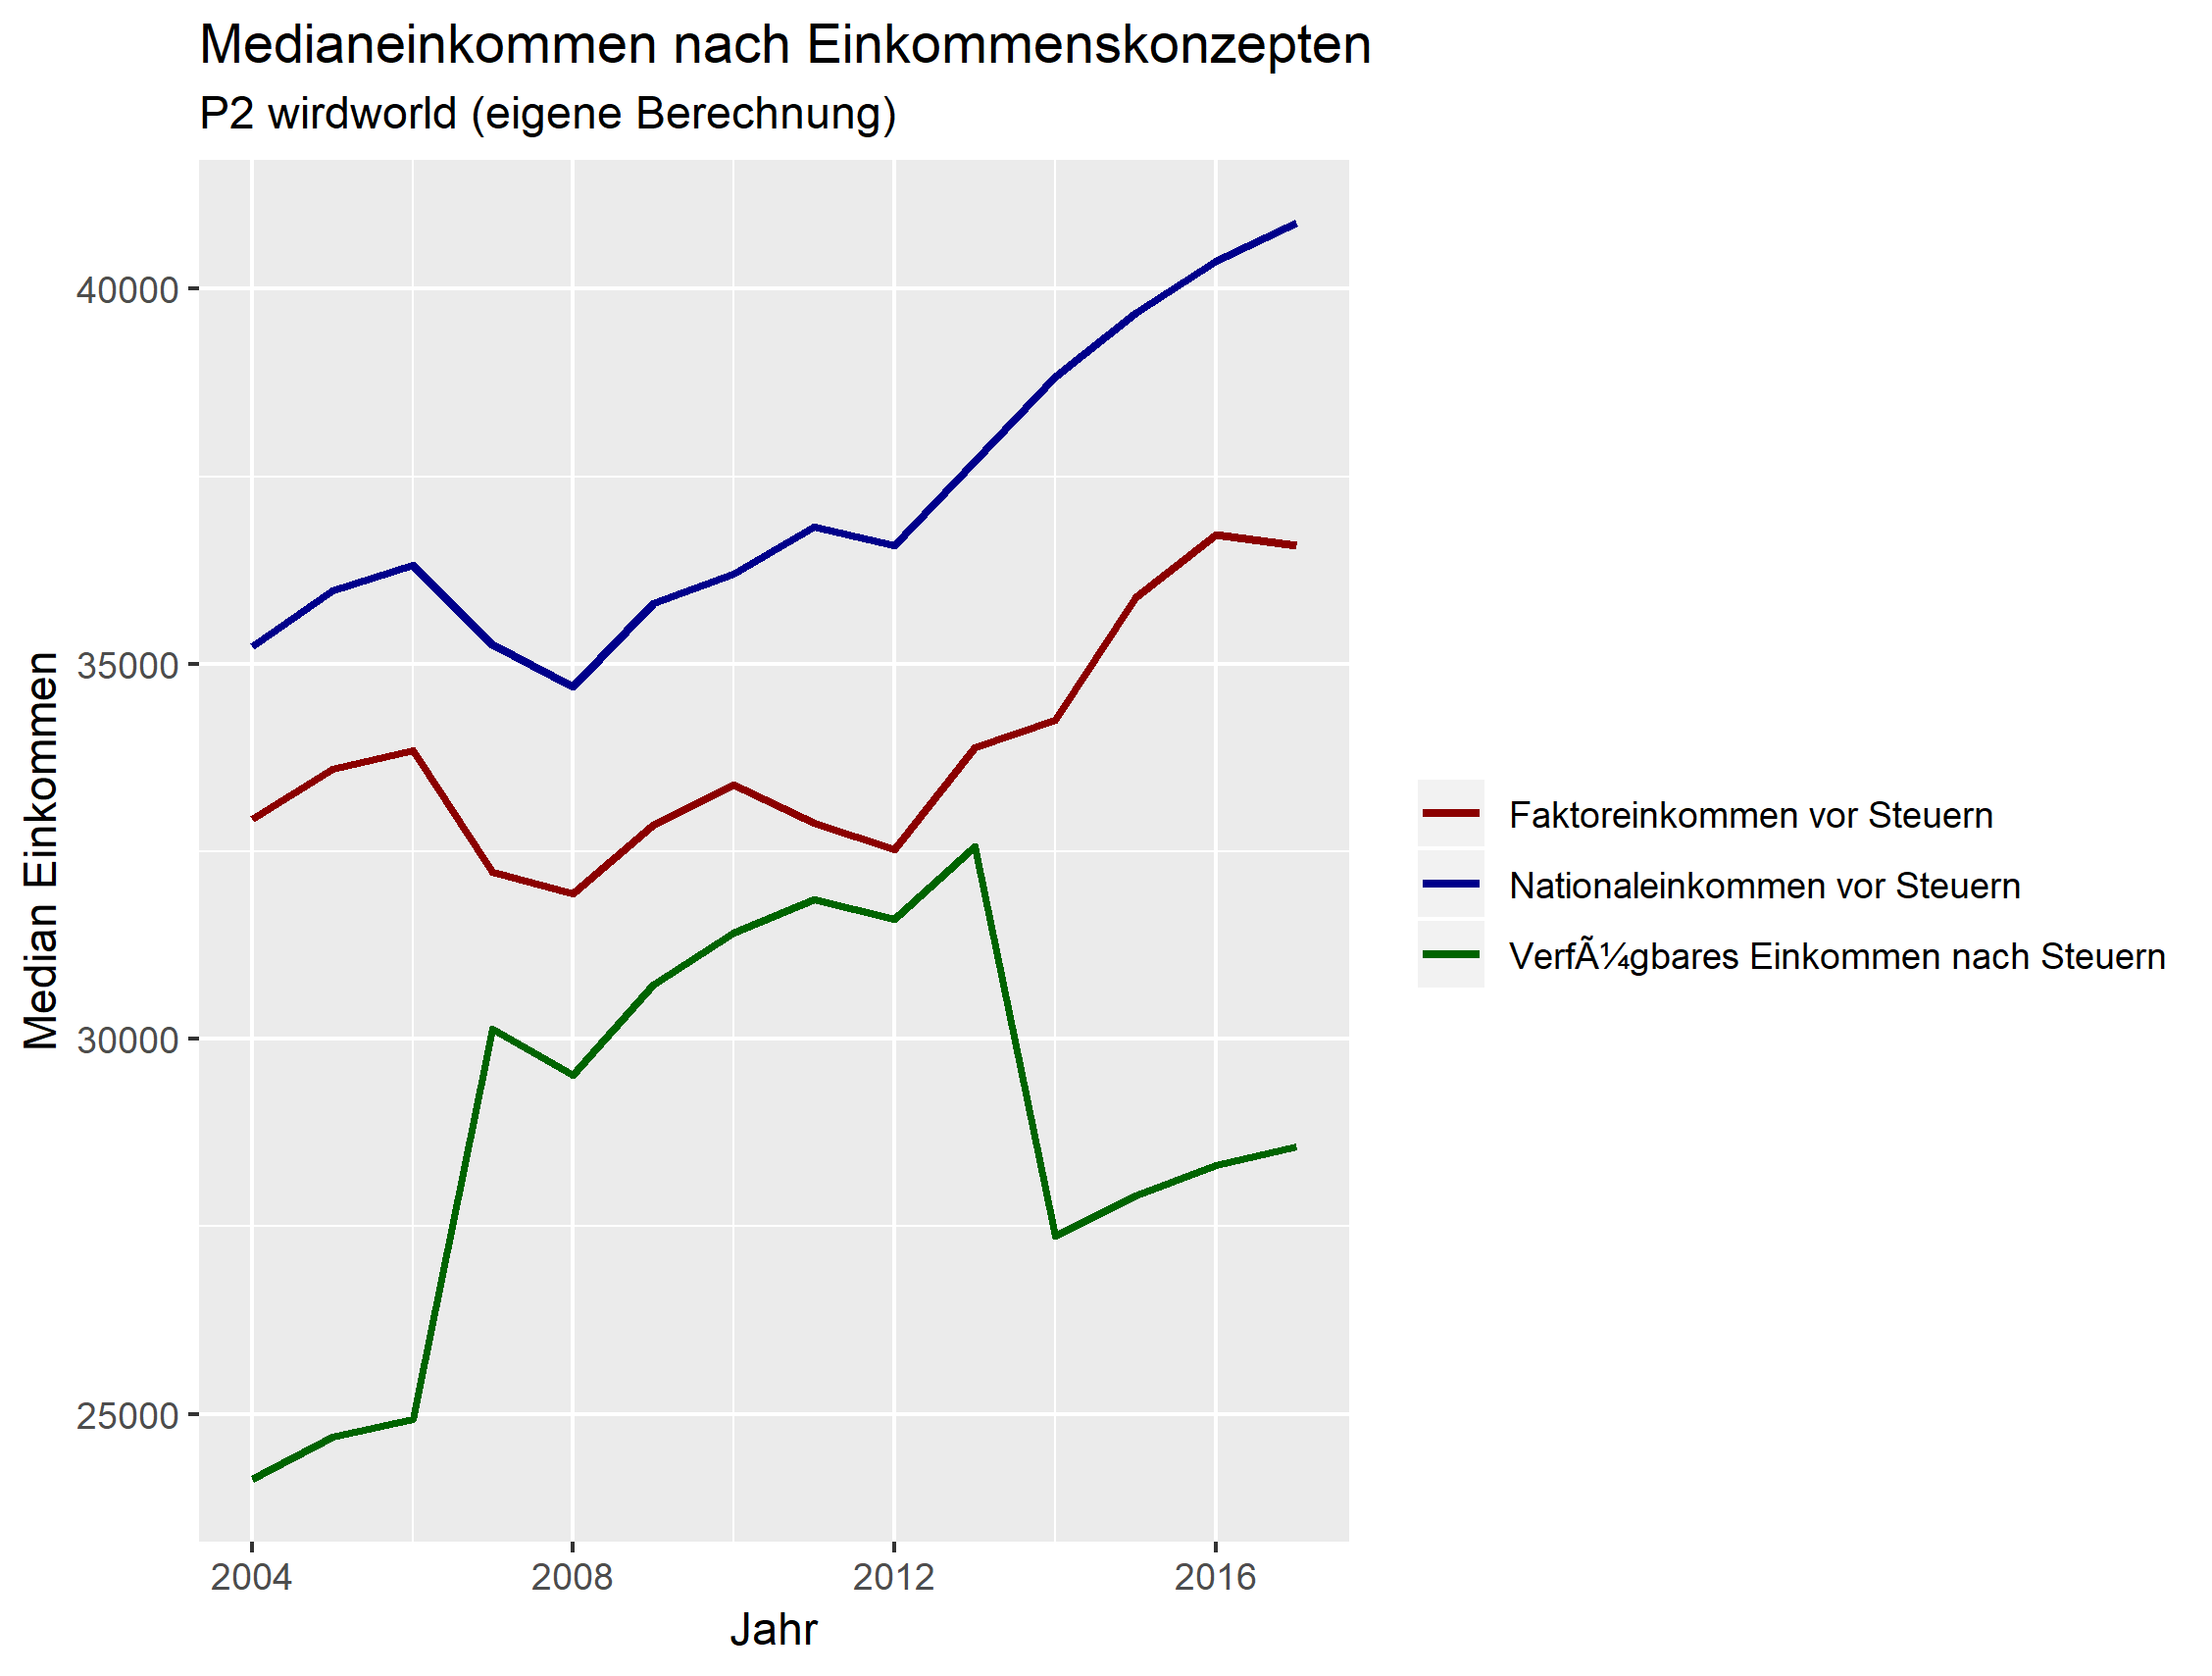 Medianeinkommen nach Einkommenskonzepten
P2 wirdworld (eigene Berechnung)
40000
35000
30000
25000
Median Einkommen
2004 2008 2012 2016
Jahr
Faktoreinkommen vor Steuern
Nationaleinkommen vor Steuern
VerfÃ¼gbares Einkommen nach Steuern